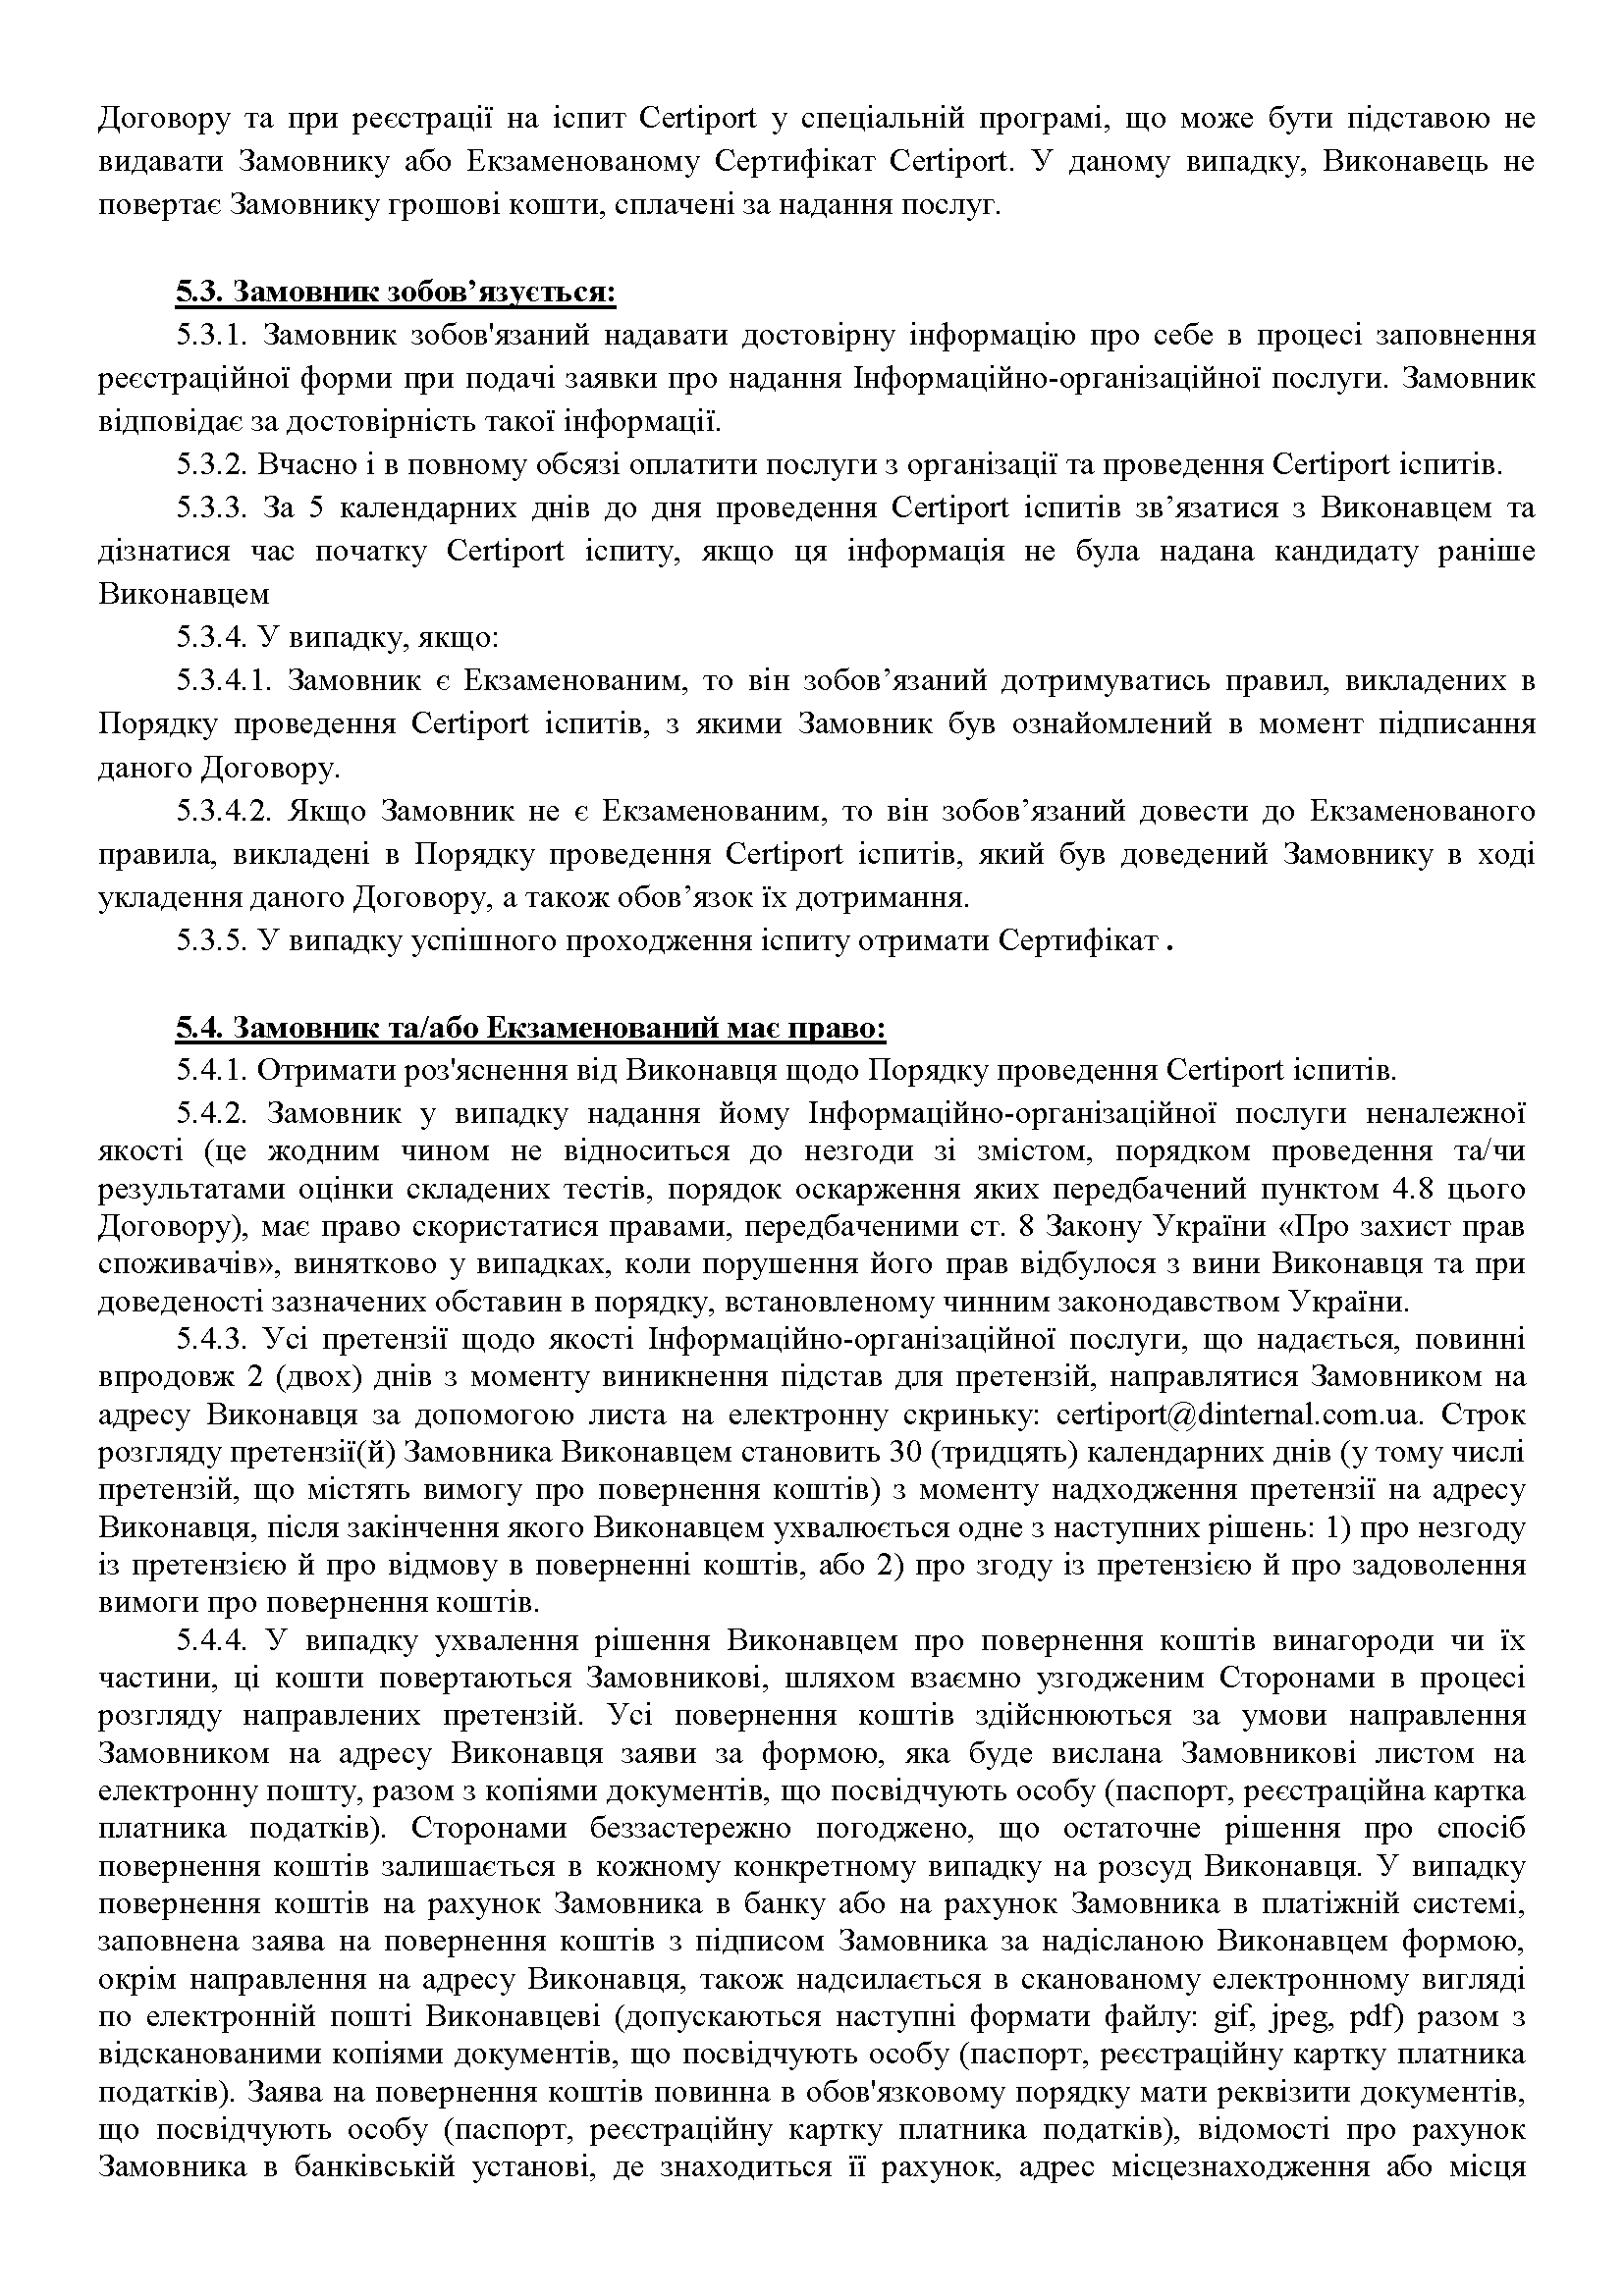 Договору та при реєстрації на іспит Certiport у спеціальній програмі, що може бути підставою не
видавати Замовнику або Екзаменованому Сертифікат Certiport. У даному випадку, Виконавець не
повертає Замовнику грошові кошти, сплачені за надання послуг.
5.3. Замовник зобов’язується:
5.3.1. Замовник зобов'язаний надавати достовірну інформацію про себе в процесі заповнення
реєстраційної форми при подачі заявки про надання Інформаційно-організаційної послуги. Замовник
відповідає за достовірність такої інформації.
5.3.2. Вчасно і в повному обсязі оплатити послуги з організації та проведення Certiport іспитів.
5.3.3. За 5 календарних днів до дня проведення Certiport іспитів зв’язатися з Виконавцем та
дізнатися час початку Certiport іспиту, якщо ця інформація не була надана кандидату раніше
Виконавцем
5.3.4. У випадку, якщо:
5.3.4.1. Замовник є Екзаменованим, то він зобов’язаний дотримуватись правил, викладених в
Порядку проведення Certiport іспитів, з якими Замовник був ознайомлений в момент підписання
даного Договору.
5.3.4.2. Якщо Замовник не є Екзаменованим, то він зобов’язаний довести до Екзаменованого
правила, викладені в Порядку проведення Certiport іспитів, який був доведений Замовнику в ході
укладення даного Договору, а також обов’язок їх дотримання.
5.3.5. У випадку успішного проходження іспиту отримати Сертифікат .
5.4. Замовник та/або Екзаменований має право:
5.4.1. Отримати роз'яснення від Виконавця щодо Порядку проведення Certiport іспитів.
5.4.2. Замовник у випадку надання йому Інформаційно-організаційної послуги неналежної
якості (це жодним чином не відноситься до незгоди зі змістом, порядком проведення та/чи
результатами оцінки складених тестів, порядок оскарження яких передбачений пунктом 4.8 цього
Договору), має право скористатися правами, передбаченими ст. 8 Закону України «Про захист прав
споживачів», винятково у випадках, коли порушення його прав відбулося з вини Виконавця та при
доведеності зазначених обставин в порядку, встановленому чинним законодавством України.
5.4.3. Усі претензії щодо якості Інформаційно-організаційної послуги, що надається, повинні
впродовж 2 (двох) днів з моменту виникнення підстав для претензій, направлятися Замовником на
адресу Виконавця за допомогою листа на електронну скриньку: certiport@dinternal.com.ua. Строк
розгляду претензії(й) Замовника Виконавцем становить 30 (тридцять) календарних днів (у тому числі
претензій, що містять вимогу про повернення коштів) з моменту надходження претензії на адресу
Виконавця, після закінчення якого Виконавцем ухвалюється одне з наступних рішень: 1) про незгоду
із претензією й про відмову в поверненні коштів, або 2) про згоду із претензією й про задоволення
вимоги про повернення коштів.
5.4.4. У випадку ухвалення рішення Виконавцем про повернення коштів винагороди чи їх
частини, ці кошти повертаються Замовникові, шляхом взаємно узгодженим Сторонами в процесі
розгляду направлених претензій. Усі повернення коштів здійснюються за умови направлення
Замовником на адресу Виконавця заяви за формою, яка буде вислана Замовникові листом на
електронну пошту, разом з копіями документів, що посвідчують особу (паспорт, реєстраційна картка
платника податків). Сторонами беззастережно погоджено, що остаточне рішення про спосіб
повернення коштів залишається в кожному конкретному випадку на розсуд Виконавця. У випадку
повернення коштів на рахунок Замовника в банку або на рахунок Замовника в платіжній системі,
заповнена заява на повернення коштів з підписом Замовника за надісланою Виконавцем формою,
окрім направлення на адресу Виконавця, також надсилається в сканованому електронному вигляді
по електронній пошті Виконавцеві (допускаються наступні формати файлу: gif, jpeg, pdf) разом з
відсканованими копіями документів, що посвідчують особу (паспорт, реєстраційну картку платника
податків). Заява на повернення коштів повинна в обов'язковому порядку мати реквізити документів,
що посвідчують особу (паспорт, реєстраційну картку платника податків), відомості про рахунок
Замовника в банківській установі, де знаходиться її рахунок, адрес місцезнаходження або місця